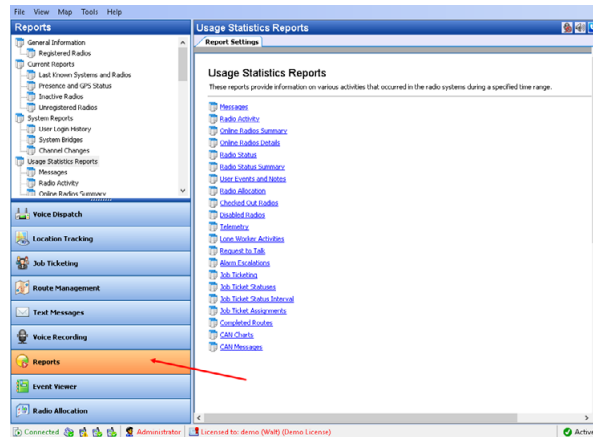 File View Map Tools Help
Reports
General Information
Registered Radios
Current Reports
Last Known Systems and Radios
Presence and GPS Status
Inactive Radios
Unregistered Radios
System Reports
User Login History
System Bridges
Channel Changes
Usage Statistics Reports
Messages
Radio Activity
Online Radios Summary
Voice Dispatch
Location Tracking
Job Ticketing
Route Management
Text Messages
Voice Recording
Reports
Event Viewer
Radio Allocation
Usage Statistics Reports
Report Settings
Usage Statistics Reports
These reports provide information on various activities that occurred in the radio systems during a specified time range.
Messages
Radio Activity
Online Radios Summary
Online Radios Details
Radio Status
Radio Status Summary
User Events and Notes
Radio Allocation
Checked Out Radios
Disabled Radios
Telemetry
Lone Worker Activities
Request to Talk
Alarm Escalations
Job Ticketing
Job Ticket Statuses
Job Ticket Status Interval
Job Ticket Assignments
Completed Routes
CAN Charts
CAN Messages
Connected Administrator Licensed to: demo (Walt) (Demo License) Active